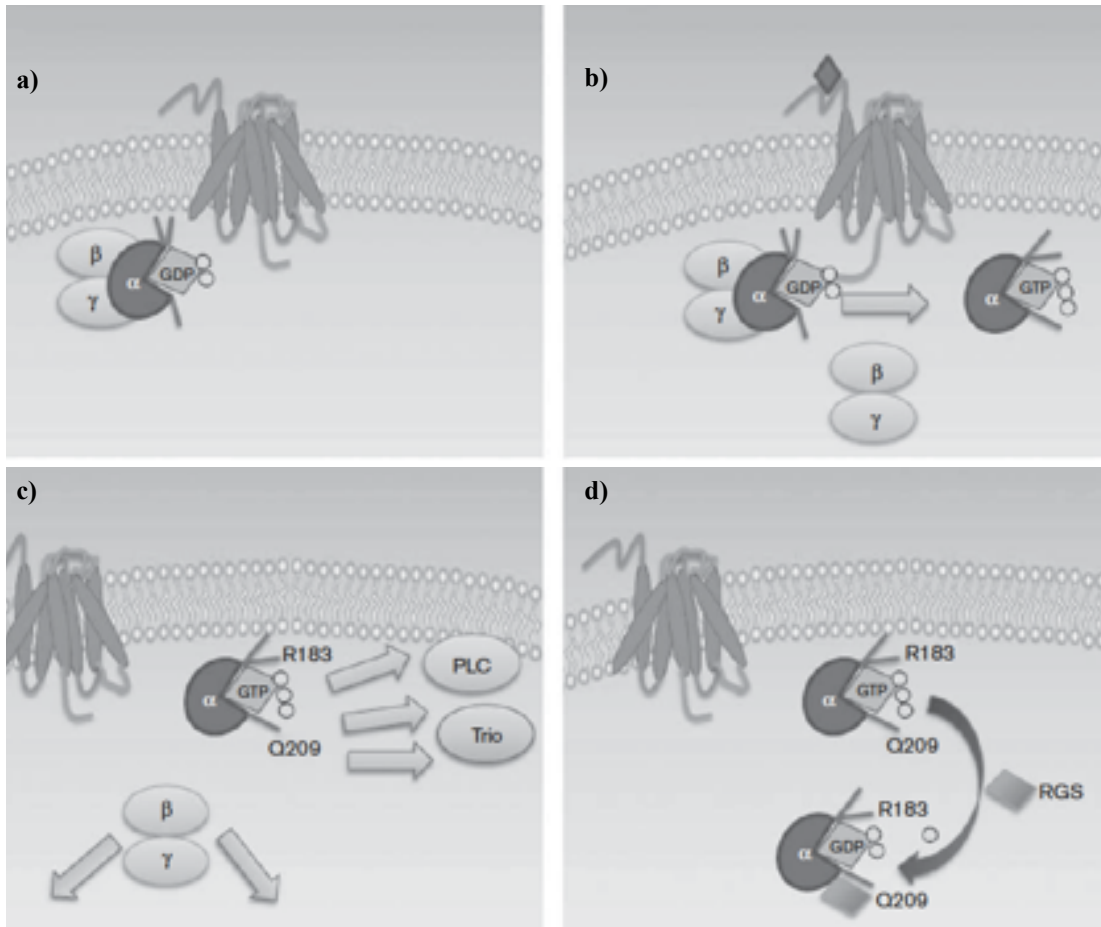 a)
β
α
GDP
γ
b)
β
α
GDP
γ
α
GTP
β
γ
c)
R183
PLC
α
GTP
Trio
Q209
β
γ
d)
R183
α
GTP
Q209
RGS
R183
α
GDP
Q209